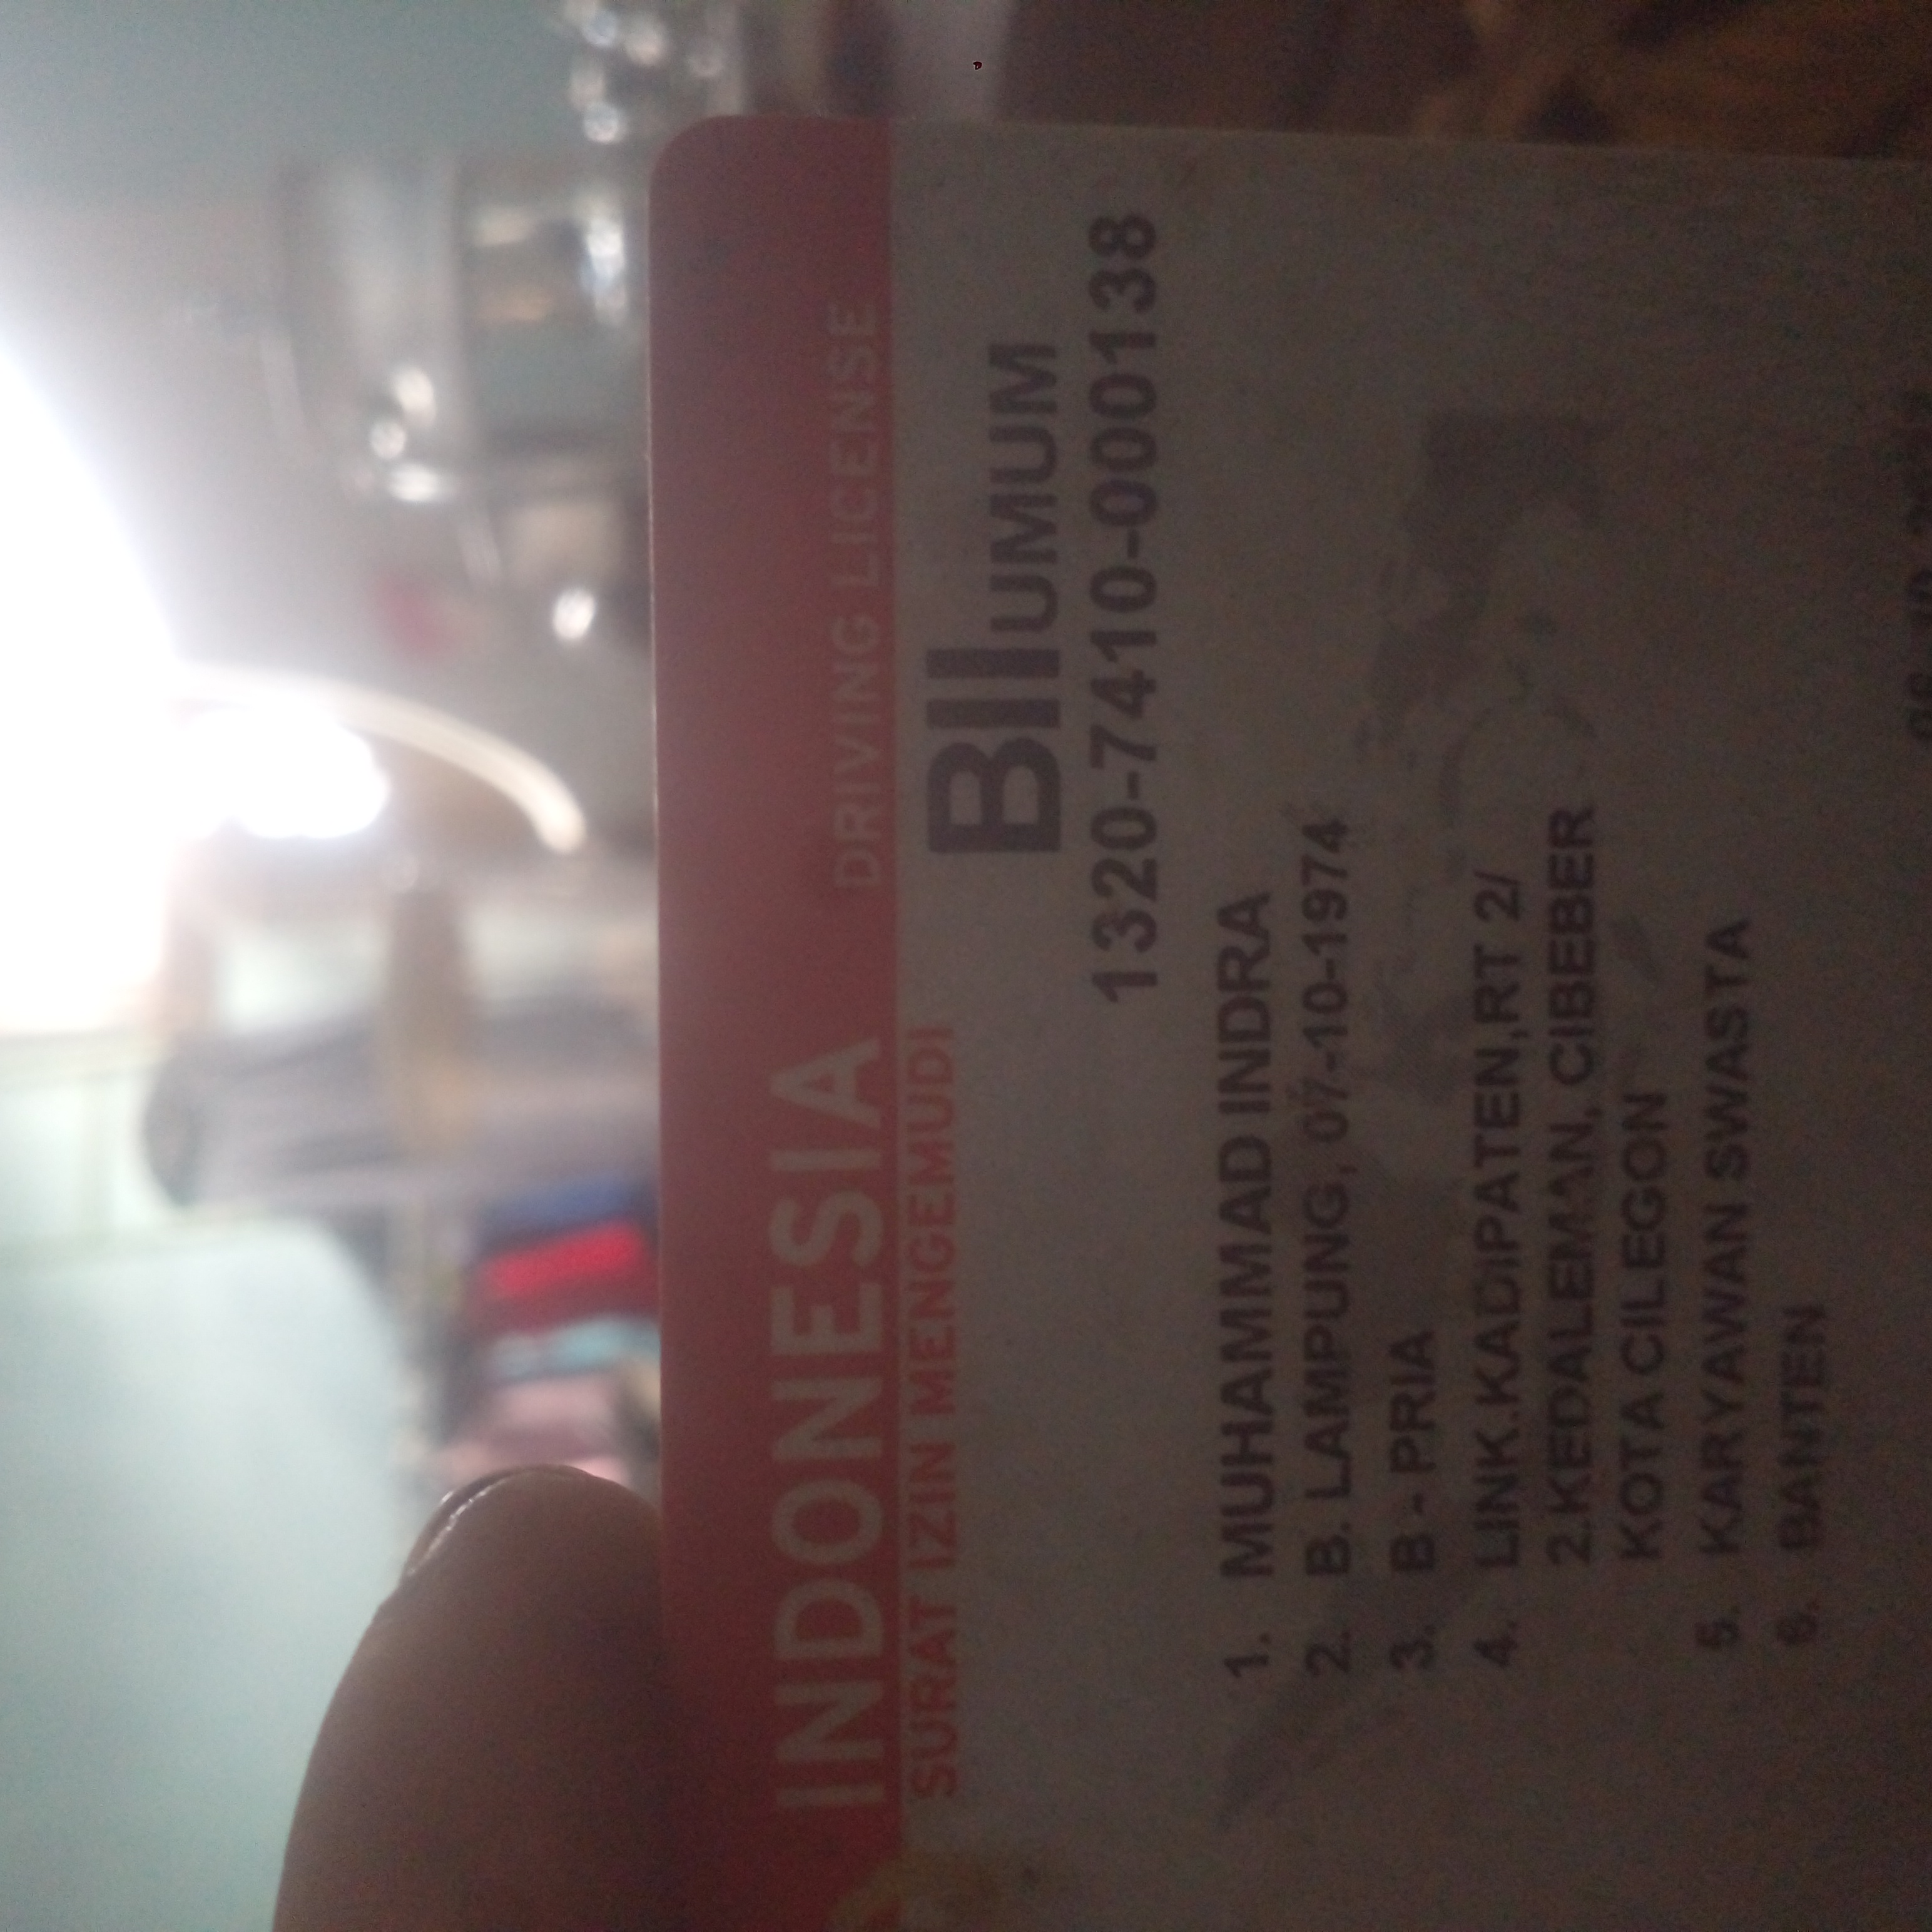 INDONESIA
DRIVING LICENSE
SURAT IZIN MENGEMUDI
BII UMUM
1320-7410-000138
1. MUHAMMAD INDRA
2. B. LAMPUNG, 07-10-1974
3. B - PRIA
4. LINK.KADIPATEN,RT 2/
2.KEDALEMAN, CIBEBER
KOTA CILEGON
5. KARYAWAN SWASTA
6. BANTEN